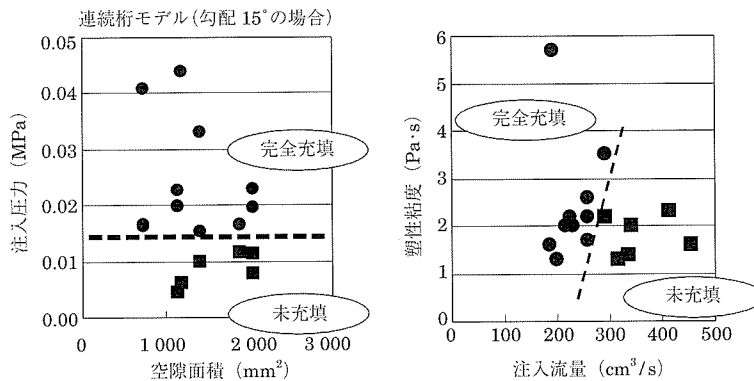 連続桁モデル(勾配 15°の場合)
注入圧力 (MPa)
0.05
0.04
0.03
0.02
0.01
0.00
0
1 000
2 000
3 000
空隙面積 (mm²)
完全充填
未充填
塑性粘度 (Pa·s)
6
5
4
3
2
1
0
0
100
200
300
400
500
注入流量 (cm³/s)
完全充填
未充填